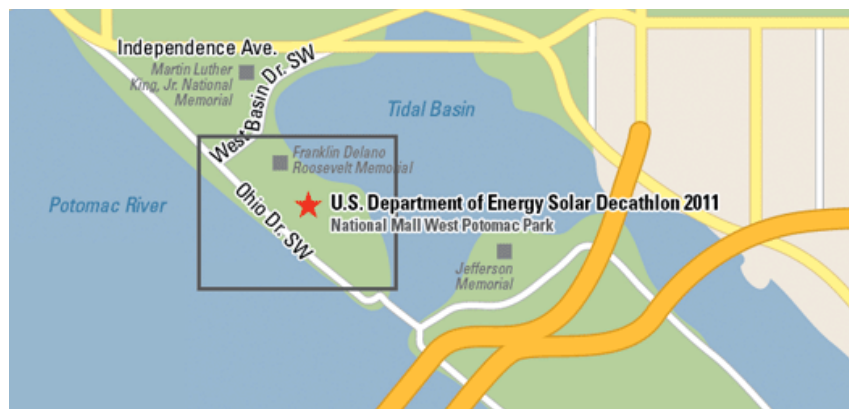 Independence Ave.
Martin Luther
King, Jr. National
Memorial
West Basin Dr. SW
Tidal Basin
Franklin Delano
Roosevelt Memorial
Potomac River
Ohio Dr. SW
U.S. Department of Energy Solar Decathlon 2011
National Mall West Potomac Park
Jefferson
Memorial